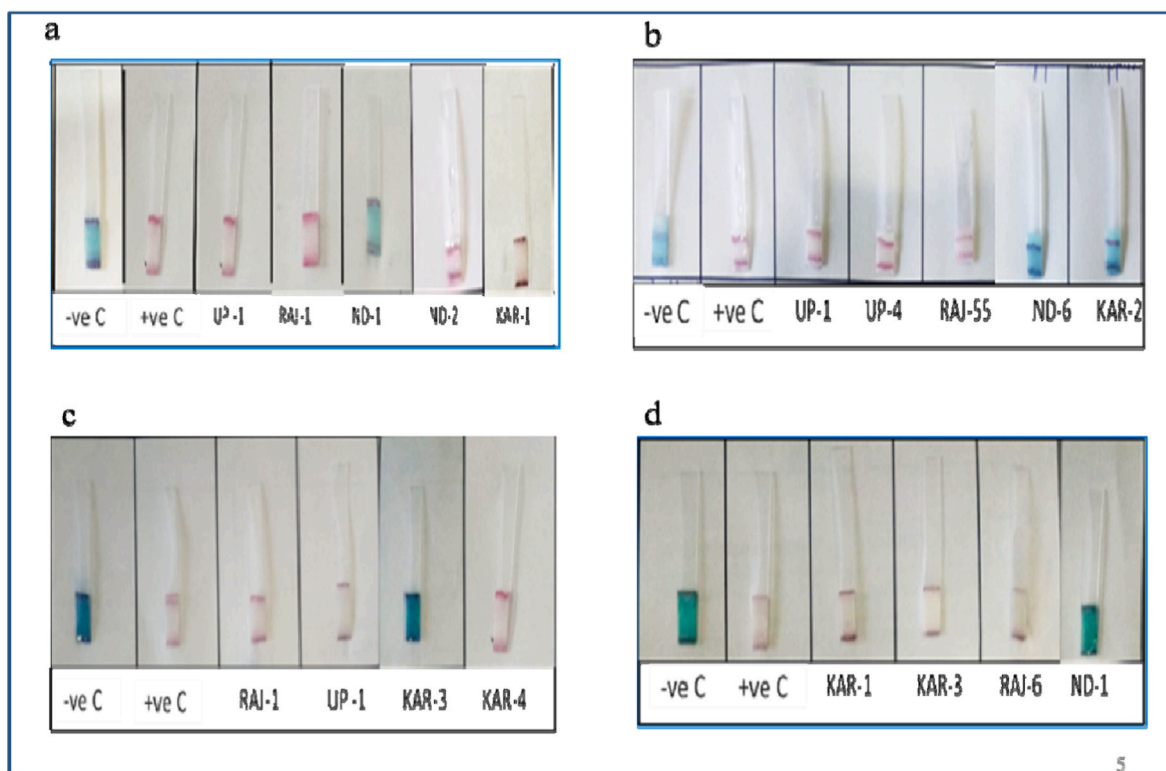 a
-ve C +ve C UP-1 RAJ-1 ND-1 ND-2 KAR-1
b
-ve C +ve C UP-1 UP-4 RAJ-55 ND-6 KAR-2
c
-ve C +ve C RAJ-1 UP-1 KAR-3 KAR-4
d
-ve C +ve C KAR-1 KAR-3 RAJ-6 ND-1
5